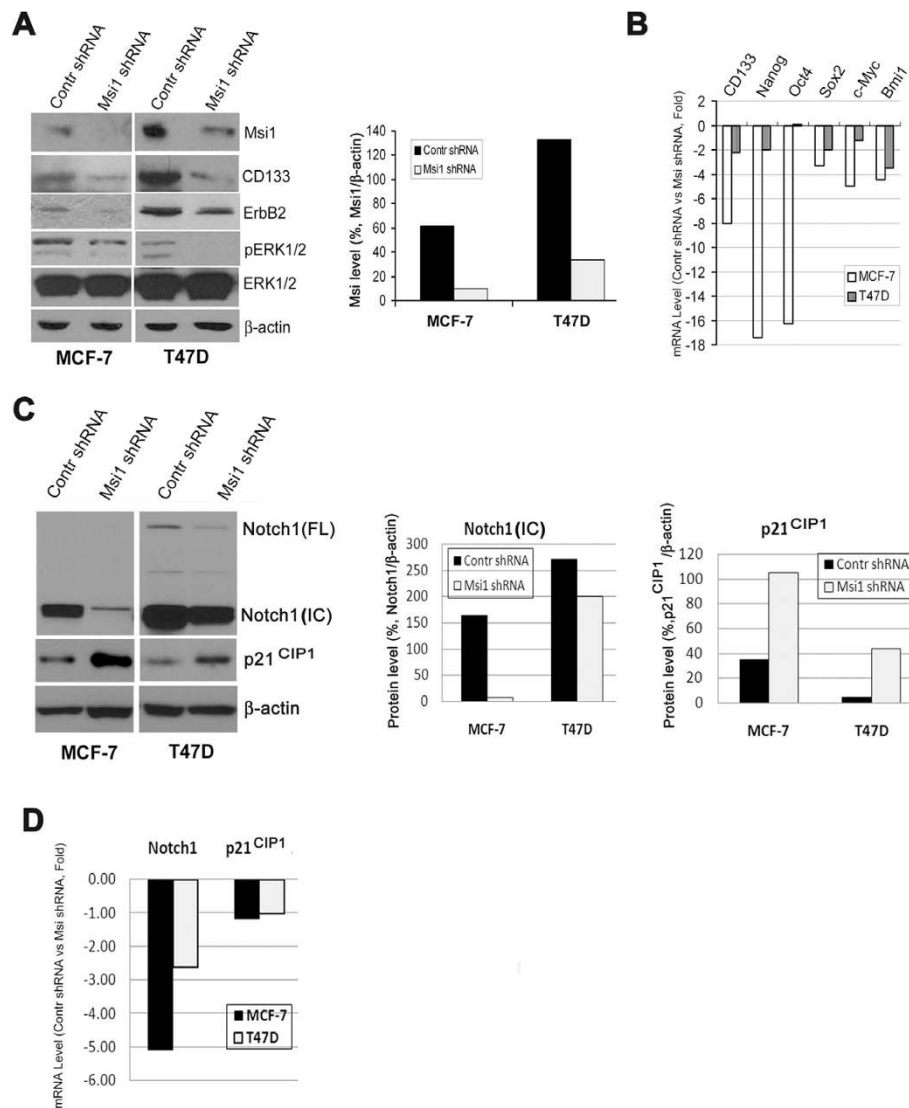 A
Contr shRNA
Msi1 shRNA
Contr shRNA
Msi1 shRNA
Msi1
CD133
ErbB2
pERK1/2
ERK1/2
β-actin
MCF-7 T47D
Msi level (%, Msi1/β-actin)
140
120
100
80
60
40
20
0
Contr shRNA
Msi1 shRNA
MCF-7 T47D
B
CD133
Nanog
Oct4
Sox2
c-Myc
Bmi1
mRNA Level (Contr shRNA vs Msi shRNA, Fold)
2
0
-2
-4
-6
-8
-10
-12
-14
-16
-18
MCF-7
T47D
C
Contr shRNA
Msi1 shRNA
Contr shRNA
Msi1 shRNA
Notch1(FL)
Notch1(IC)
p21CIP1
β-actin
MCF-7 T47D
Notch1(IC)
Protein level (%, Notch1/β-actin)
300
250
200
150
100
50
0
Contr shRNA
Msi1 shRNA
MCF-7 T47D
p21CIP1
Protein level (%,p21CIP1/β-actin)
120
100
80
60
40
20
0
Contr shRNA
Msi1 shRNA
MCF-7 T47D
D
Notch1 p21CIP1
mRNA Level (Contr shRNA vs Msi shRNA, Fold)
0.00
-1.00
-2.00
-3.00
-4.00
-5.00
-6.00
MCF-7
T47D